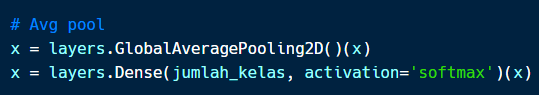 # Avg pool
x = layers.GlobalAveragePooling2D()(x)
x = layers.Dense(jumlah_kelas, activation='softmax')(x)